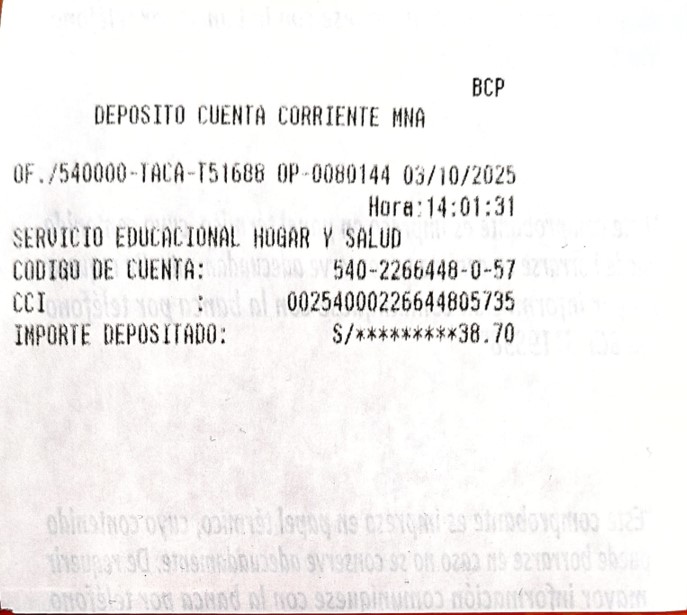 BCP
DEPOSITO CUENTA CORRIENTE MNA
OF./540000-TACA-T51688 OP-0080144 03/10/2025
Hora:14:01:31
SERVICIO EDUCACIONAL HOGAR Y SALUD
CODIGO DE CUENTA: 540-2266448-0-57
CCI : 00254000226644805735
IMPORTE DEPOSITADO: S/*********38.70
Este comprobante es impreso en papel térmico, cuyo contenido
puede borrarse en caso no se conserve adecuadamente. De requerir
mayor información comuníquese con la banca por teléfono